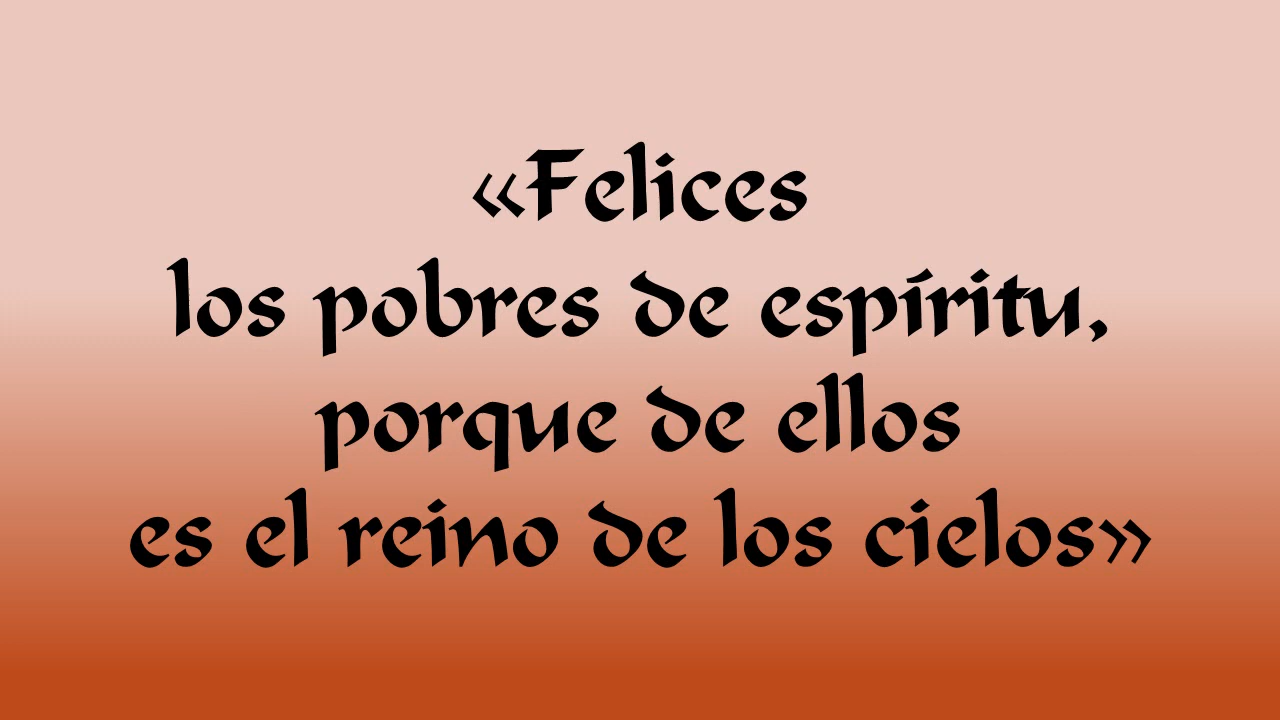 «Felices
los pobres de espíritu,
porque de ellos
es el reino de los cielos»